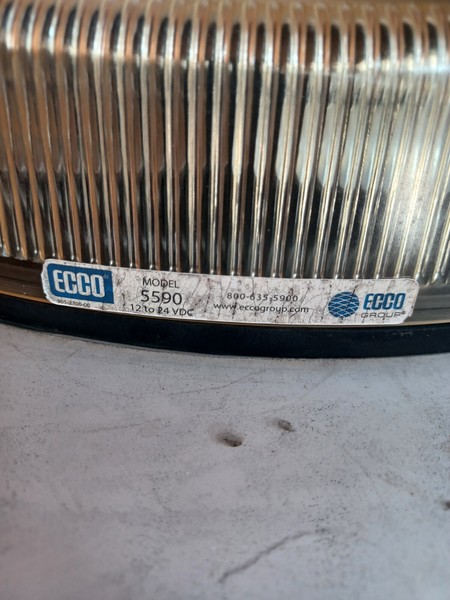 ECCO
MODEL
5590
12 to 24 VDC
800-635-5900
www.eccogroup.com
ECCO
GROUP®